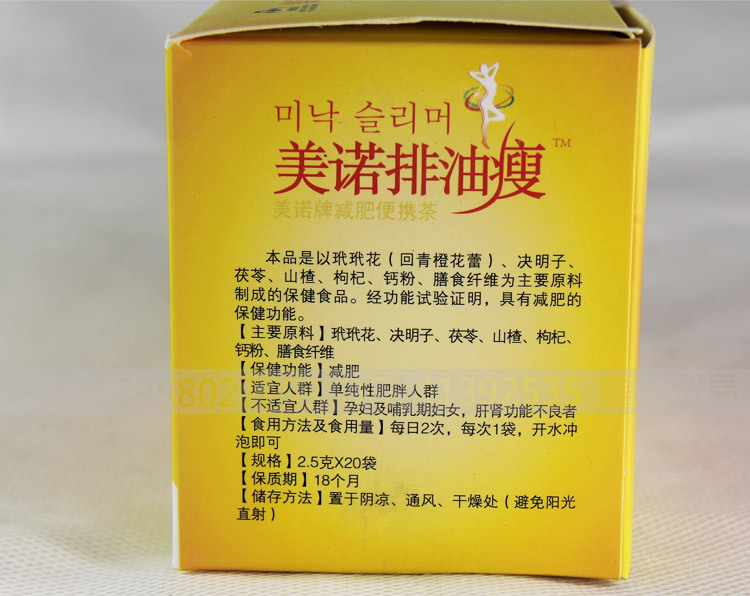 미낙 슬리머
美诺排油瘦™
美诺牌减肥便携茶
本品是以玳玳花（回青橙花蕾）、决明子、
茯苓、山楂、枸杞、钙粉、膳食纤维为主要原料
制成的保健食品。经功能试验证明，具有减肥的
保健功能。
【主要原料】玳玳花、决明子、茯苓、山楂、枸杞、
钙粉、膳食纤维
【保健功能】减肥
【适宜人群】单纯性肥胖人群
【不适宜人群】孕妇及哺乳期妇女，肝肾功能不良者
【食用方法及食用量】每日2次，每次1袋，开水冲
泡即可
【规格】2.5克X20袋
【保质期】18个月
【储存方法】置于阴凉、通风、干燥处（避免阳光
直射）